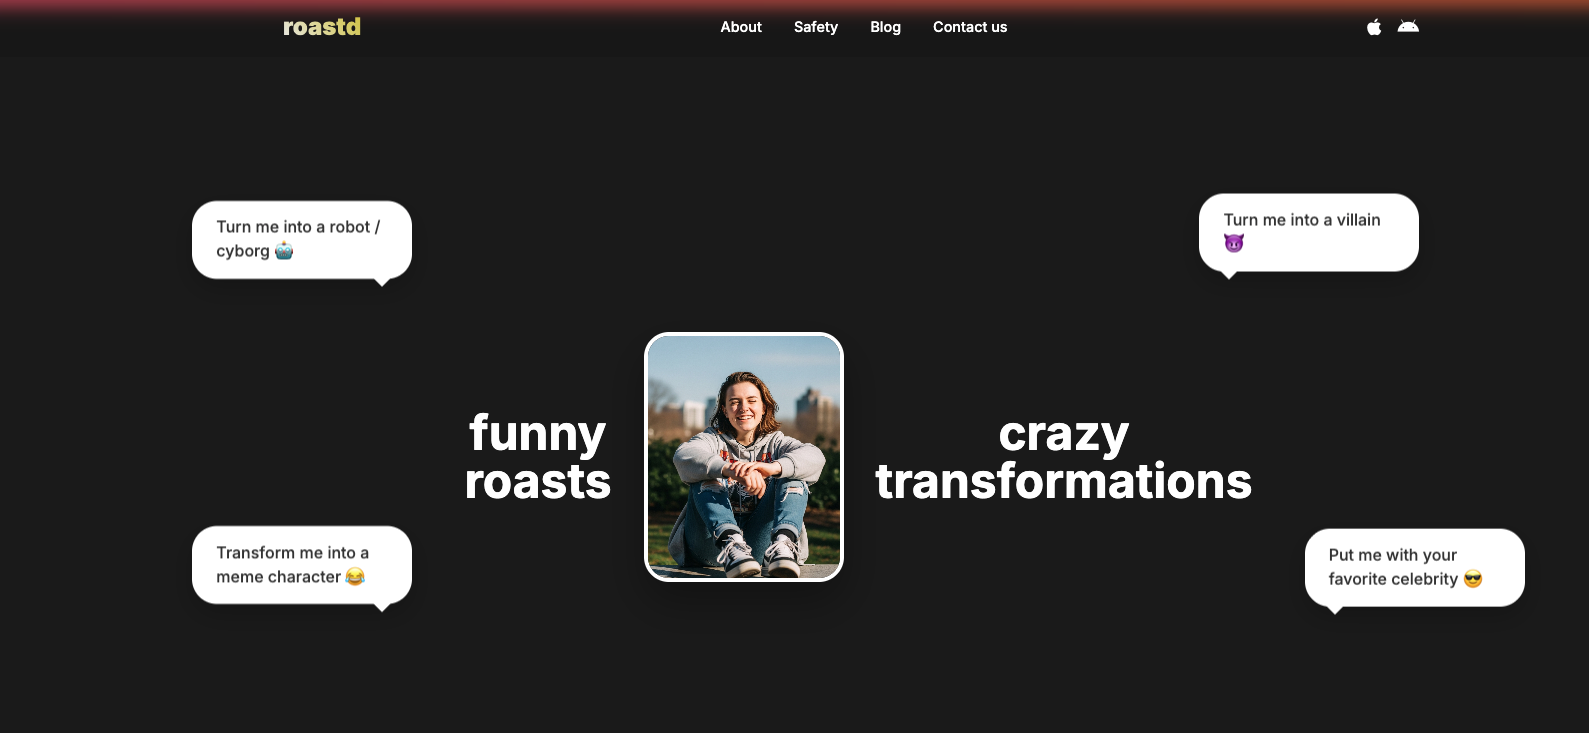 roastd
About
Safety
Blog
Contact us
Turn me into a robot /
cyborg 🤖
Turn me into a villain
😈
funny
roasts
crazy
transformations
Transform me into a
meme character 😂
Put me with your
favorite celebrity 😎